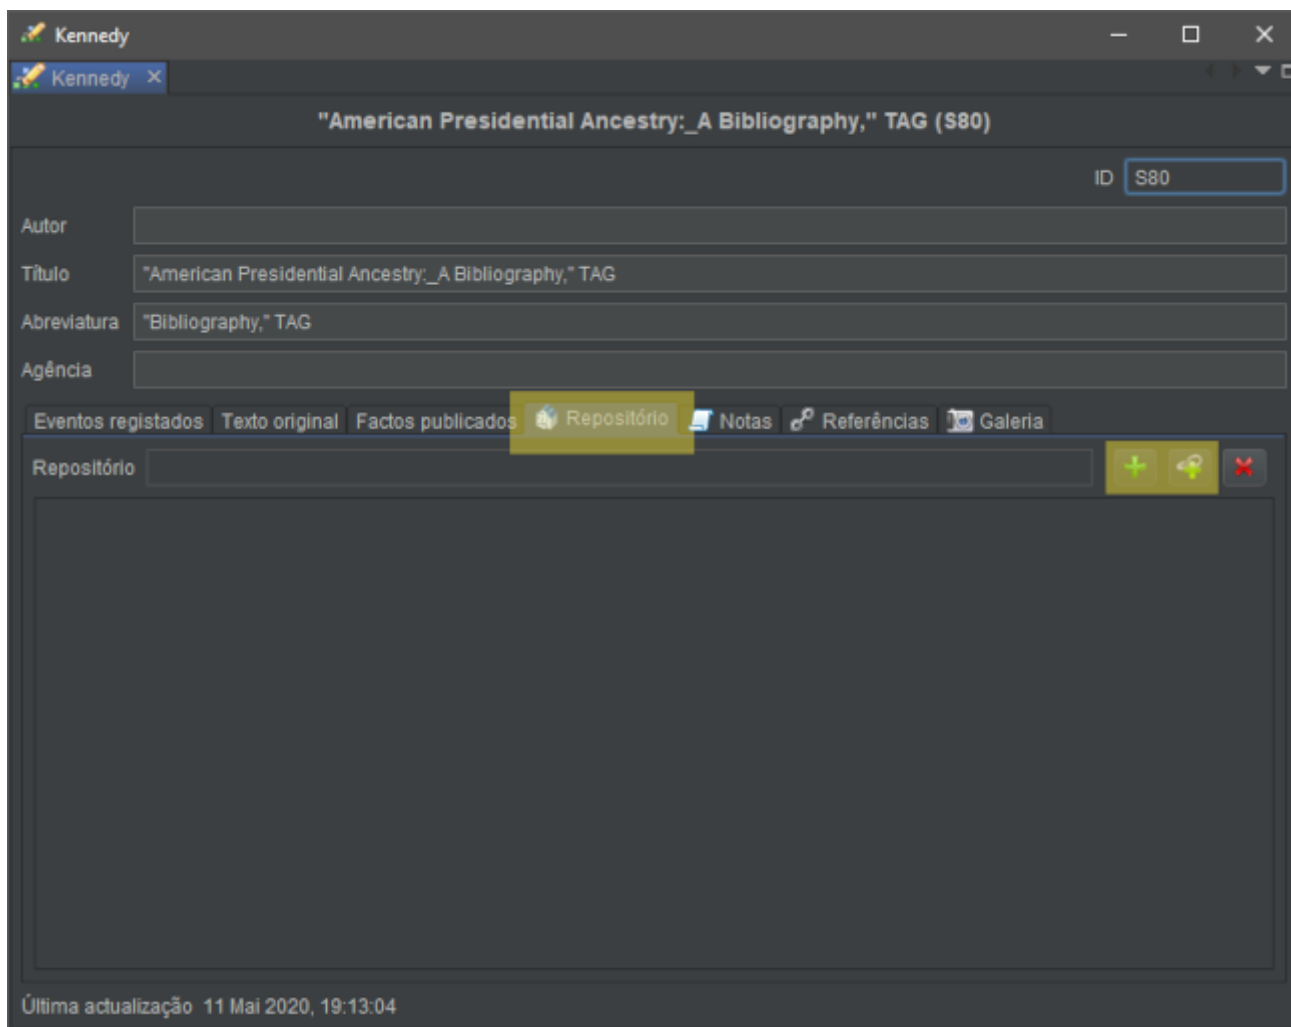 Kennedy
Kennedy
"American Presidential Ancestry:_A Bibliography," TAG (S80)
ID S80
Autor
Título "American Presidential Ancestry:_A Bibliography," TAG
Abreviatura "Bibliography," TAG
Agência
Eventos registados Texto original Factos publicados Repositório Notas Referências Galeria
Repositório
Última actualização 11 Mai 2020, 19:13:04